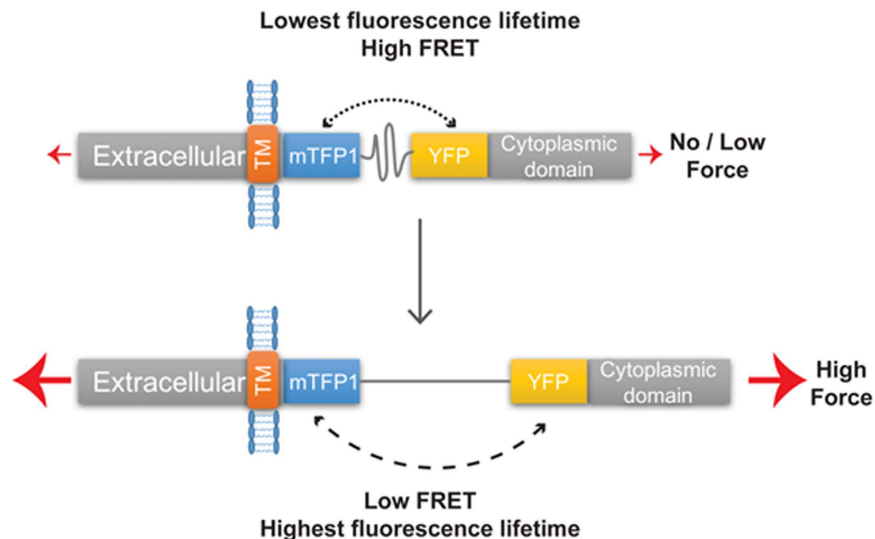 Lowest fluorescence lifetime
High FRET
Extracellular
TM
mTFP1
YFP
Cytoplasmic
domain
No / Low
Force
Extracellular
TM
mTFP1
YFP
Cytoplasmic
domain
High
Force
Low FRET
Highest fluorescence lifetime